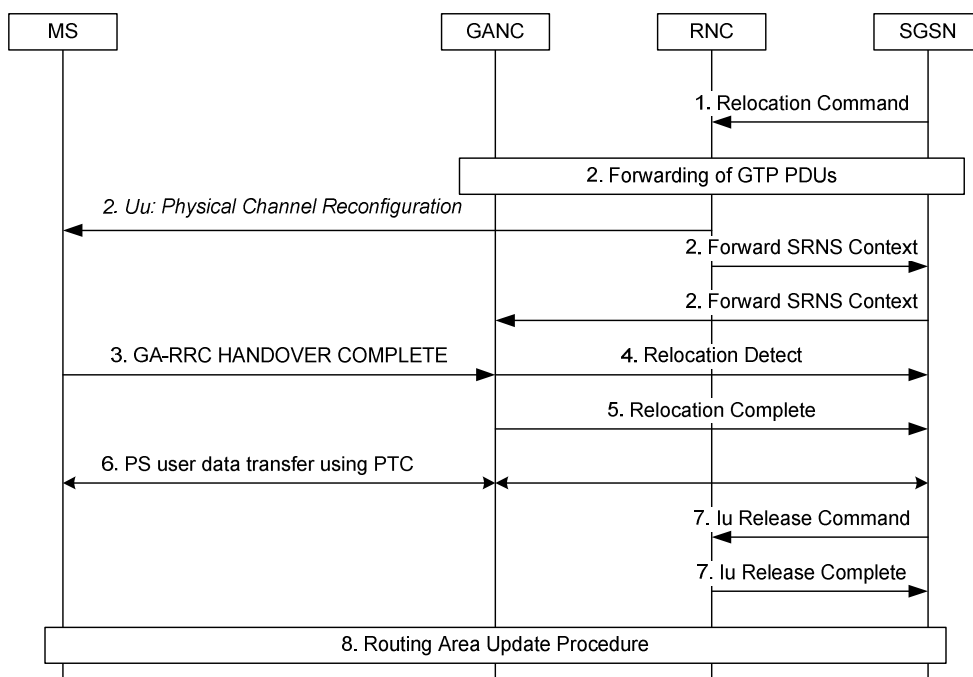 MS
GANC
RNC
SGSN
1. Relocation Command
2. Forwarding of GTP PDUs
2. Uu: Physical Channel Reconfiguration
2. Forward SRNS Context
2. Forward SRNS Context
3. GA-RRC HANDOVER COMPLETE
4. Relocation Detect
5. Relocation Complete
6. PS user data transfer using PTC
7. Iu Release Command
7. Iu Release Complete
8. Routing Area Update Procedure